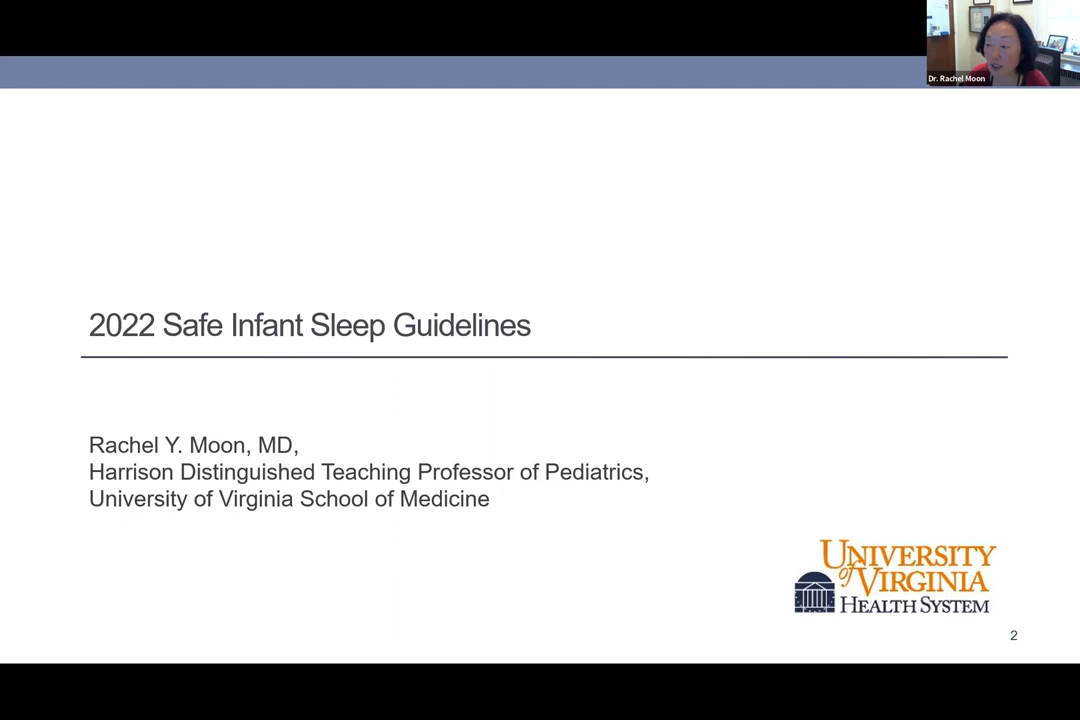 Dr. Rachel Moon
2022 Safe Infant Sleep Guidelines
Rachel Y. Moon, MD,
Harrison Distinguished Teaching Professor of Pediatrics,
University of Virginia School of Medicine
UNIVERSITY
of VIRGINIA
HEALTH SYSTEM
2